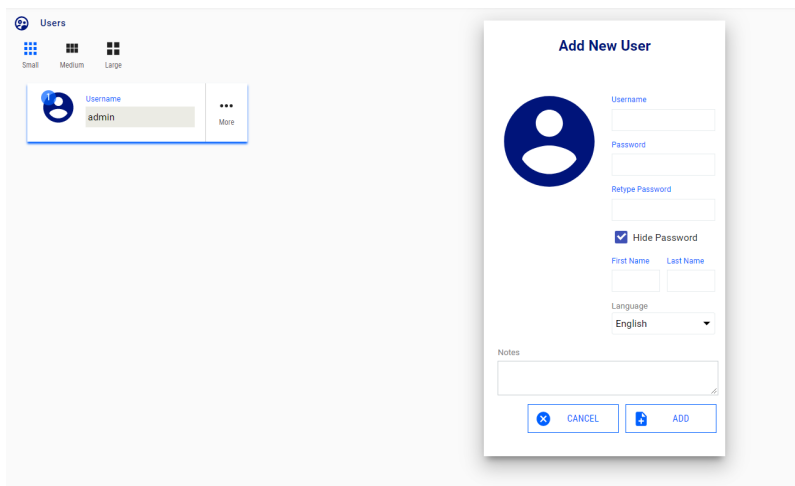 Users
Small Medium Large
1
Username
admin
More
Add New User
Username
Password
Retype Password
Hide Password
First Name Last Name
Language
English
Notes
CANCEL ADD